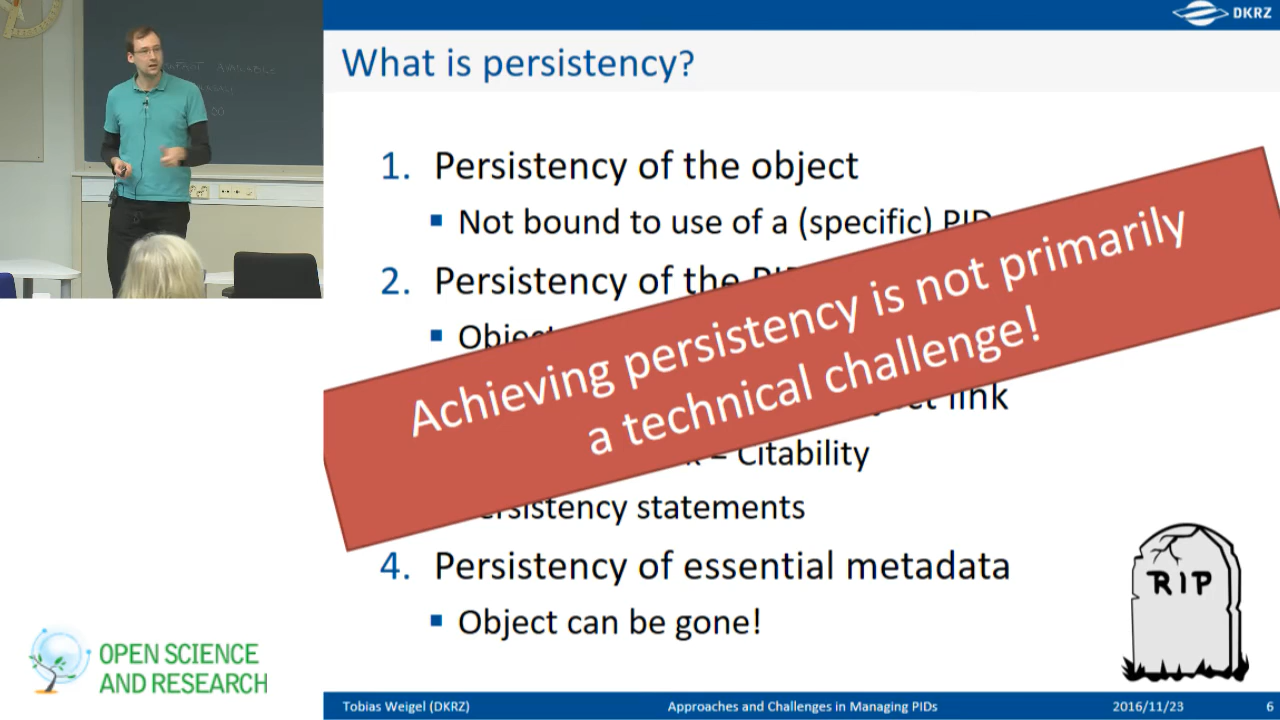 DKRZ
What is persistency?
1. Persistency of the object
▪ Not bound to use of a (specific) PID
2. Persistency of the
▪
link
= Citability
statements
4. Persistency of essential metadata
▪ Object can be gone!
Achieving persistency is not primarily
a technical challenge!
RIP
OPEN SCIENCE
AND RESEARCH
Tobias Weigel (DKRZ) Approaches and Challenges in Managing PIDs 2016/11/23 6